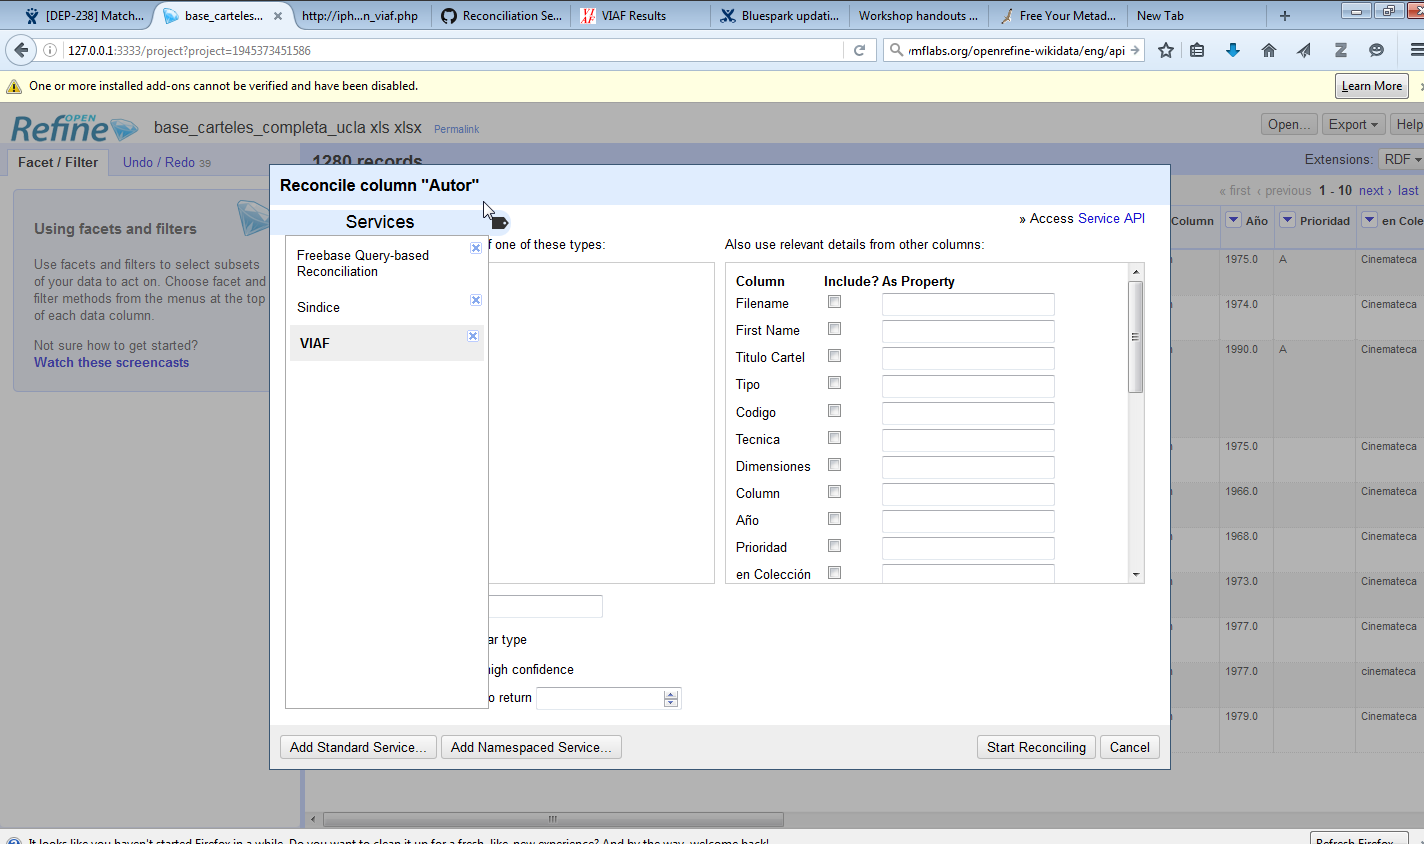 [DEP-238] Match...
base_carteles...
http://iph...n_viaf.php
Reconciliation Se...
VIAF Results
Bluespark updati...
Workshop handouts ...
Free Your Metad...
New Tab
127.0.0.1:3333/project?project=1945373451586
mflabs.org/openrefine-wikidata/eng/api
One or more installed add-ons cannot be verified and have been disabled.
Learn More
OPEN
Refine
base_carteles_completa_ucla xls xlsx
Permalink
Open...
Export
Help
Facet / Filter
Undo / Redo 39
1280 records
Extensions: RDF
« first ‹ previous 1 - 10 next › last
Using facets and filters
Use facets and filters to select subsets
of your data to act on. Choose facet and
filter methods from the menus at the top
of each data column.
Not sure how to get started?
Watch these screencasts
Reconcile column "Autor"
Services
» Access Service API
Freebase Query-based
Reconciliation
Sindice
VIAF
f one of these types:
Also use relevant details from other columns:
Column Include? As Property
Filename
First Name
Titulo Cartel
Tipo
Codigo
Tecnica
Dimensiones
Column
Año
Prioridad
en Colección
ar type
igh confidence
o return
Add Standard Service...
Add Namespaced Service...
Start Reconciling
Cancel
Column Año Prioridad en Cole
1975.0 A Cinemateca
1974.0 Cinemateca
1990.0 A Cinemateca
1975.0 Cinemateca
1966.0 Cinemateca
1968.0 Cinemateca
1973.0 Cinemateca
1977.0 Cinemateca
1977.0 cinemateca
1979.0 Cinemateca
It looks like you haven't started Firefox in a while. Do you want to clean it up for a fresh, like-new experience? And by the way, welcome back!
Refresh Firefox...